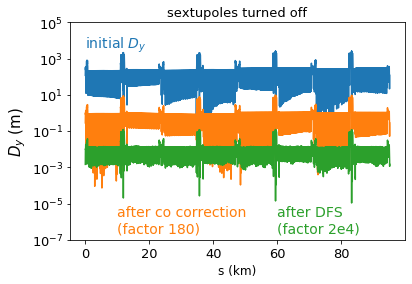 sextupoles turned off
10^5
10^3
10^1
10^-1
10^-3
10^-5
10^-7
D_y (m)
initial D_y
after co correction
(factor 180)
after DFS
(factor 2e4)
0 20 40 60 80
s (km)